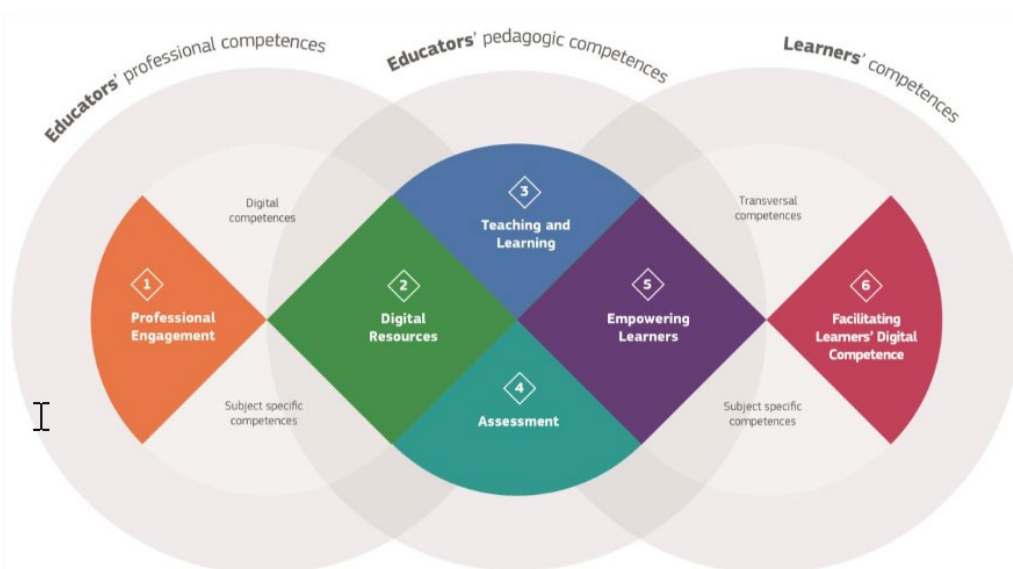 Educators' professional competences
Educators' pedagogic competences
Learners' competences
Digital
competences
Transversal
competences
3
Teaching and
Learning
1
Professional
Engagement
2
Digital
Resources
5
Empowering
Learners
6
Facilitating
Learners' Digital
Competence
4
Assessment
Subject specific
competences
Subject specific
competences